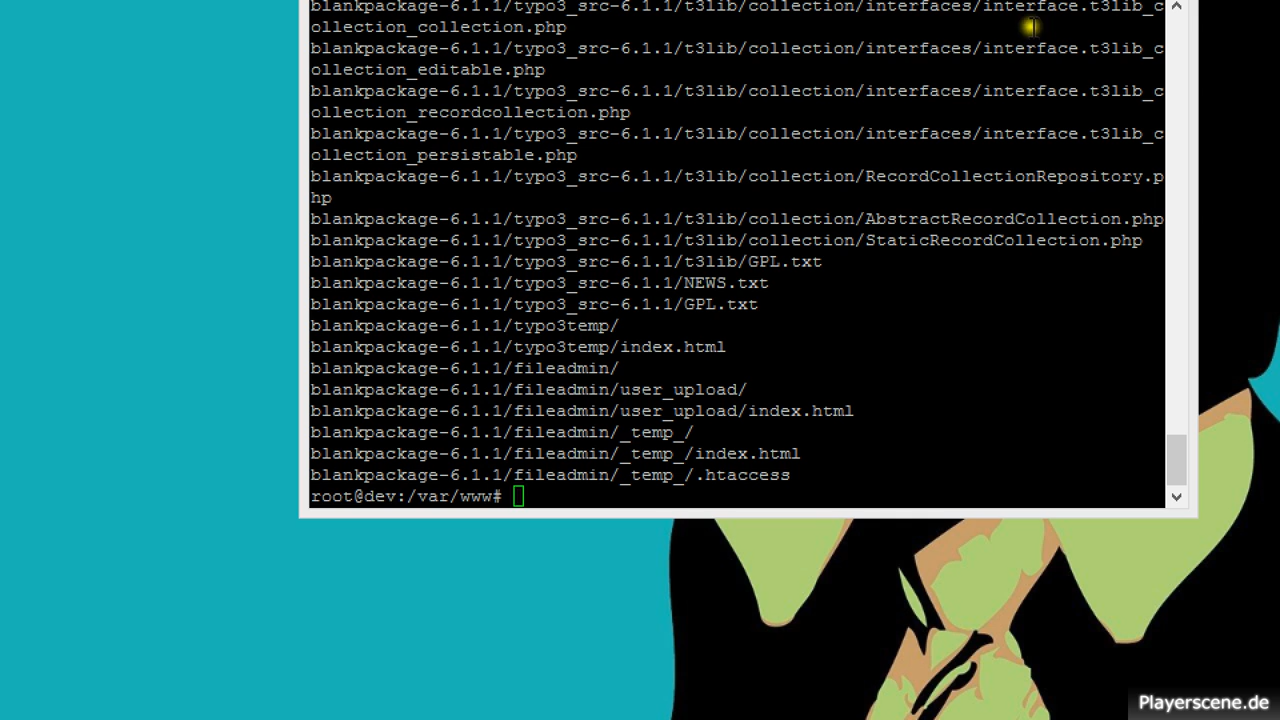 blankpackage-6.1.1/typo3_src-6.1.1/t3lib/collection/interfaces/interface.t3lib_c
ollection_collection.php
blankpackage-6.1.1/typo3_src-6.1.1/t3lib/collection/interfaces/interface.t3lib_c
ollection_editable.php
blankpackage-6.1.1/typo3_src-6.1.1/t3lib/collection/interfaces/interface.t3lib_c
ollection_recordcollection.php
blankpackage-6.1.1/typo3_src-6.1.1/t3lib/collection/interfaces/interface.t3lib_c
ollection_persistable.php
blankpackage-6.1.1/typo3_src-6.1.1/t3lib/collection/RecordCollectionRepository.p
hp
blankpackage-6.1.1/typo3_src-6.1.1/t3lib/collection/AbstractRecordCollection.php
blankpackage-6.1.1/typo3_src-6.1.1/t3lib/collection/StaticRecordCollection.php
blankpackage-6.1.1/typo3_src-6.1.1/t3lib/GPL.txt
blankpackage-6.1.1/typo3_src-6.1.1/NEWS.txt
blankpackage-6.1.1/typo3_src-6.1.1/GPL.txt
blankpackage-6.1.1/typo3temp/
blankpackage-6.1.1/typo3temp/index.html
blankpackage-6.1.1/fileadmin/
blankpackage-6.1.1/fileadmin/user_upload/
blankpackage-6.1.1/fileadmin/user_upload/index.html
blankpackage-6.1.1/fileadmin/_temp_/
blankpackage-6.1.1/fileadmin/_temp_/index.html
blankpackage-6.1.1/fileadmin/_temp_/.htaccess
root@dev:/var/www#
Playerscene.de